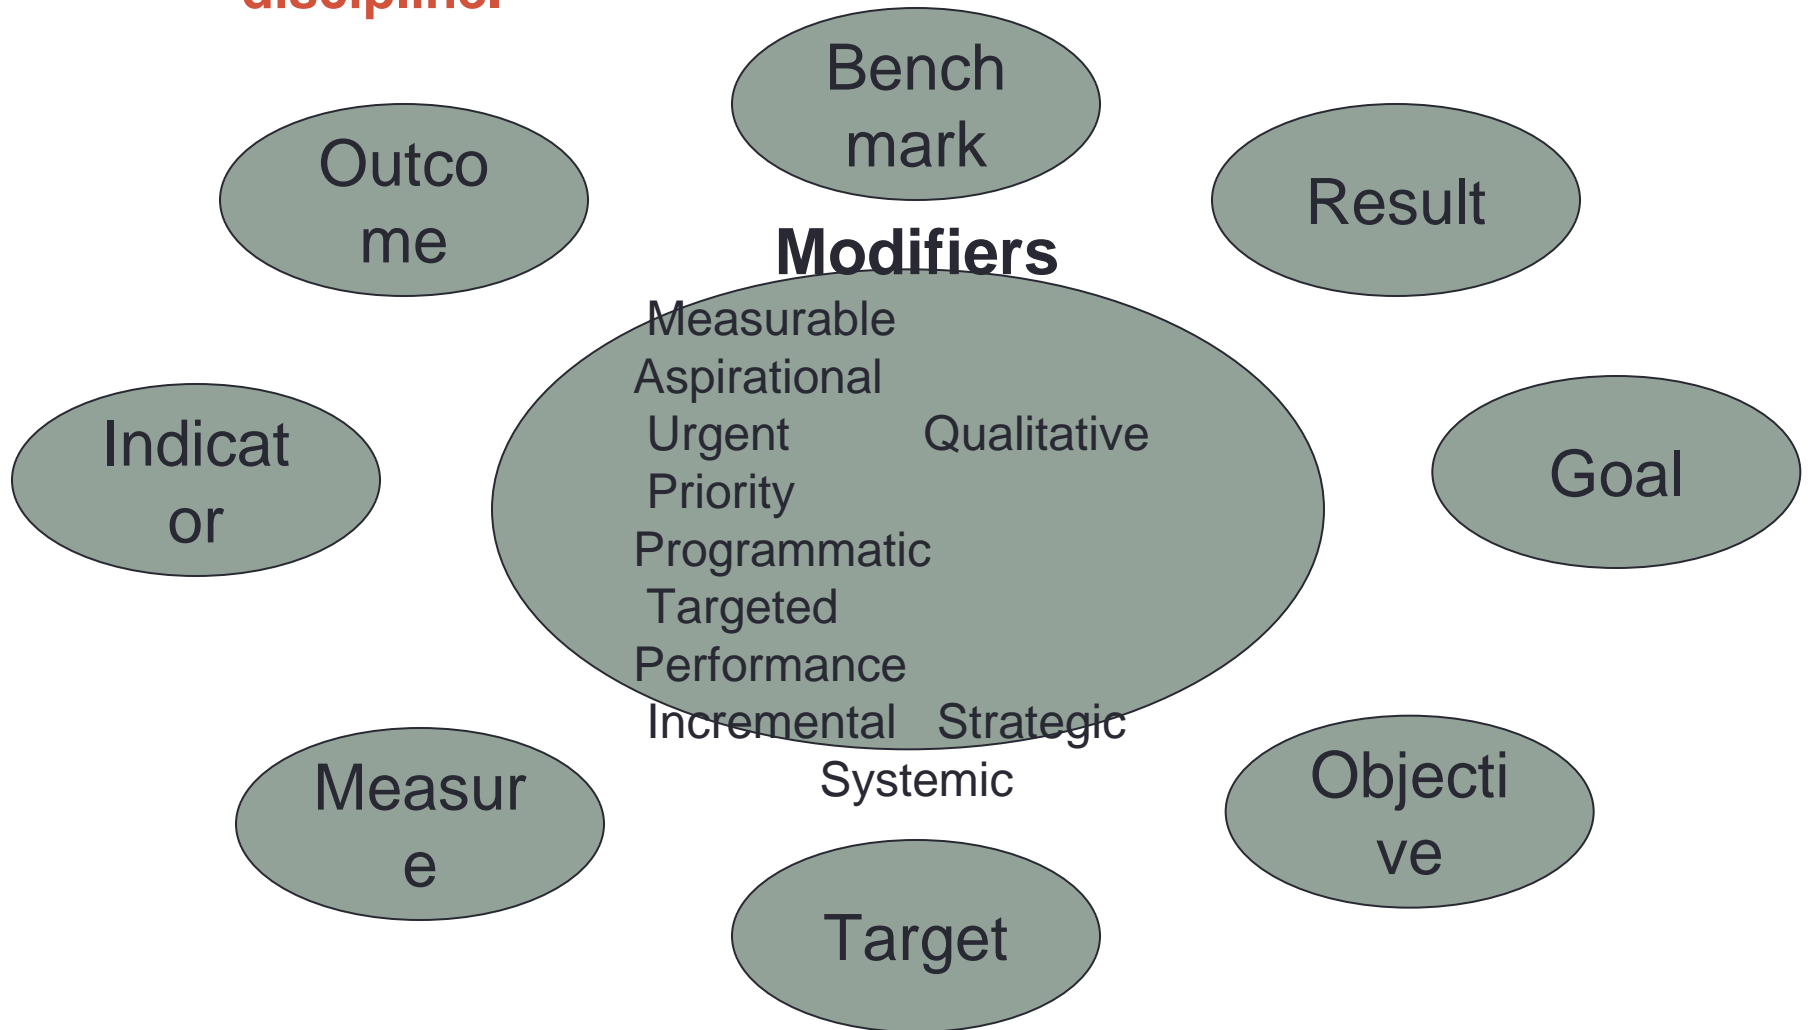 discipline.
Bench
mark
Outco
me
Result
Modifiers
Measurable
Aspirational
Urgent Qualitative
Priority
Programmatic
Targeted
Performance
Incremental Strategic
Systemic
Indicat
or
Goal
Measur
e
Objecti
ve
Target